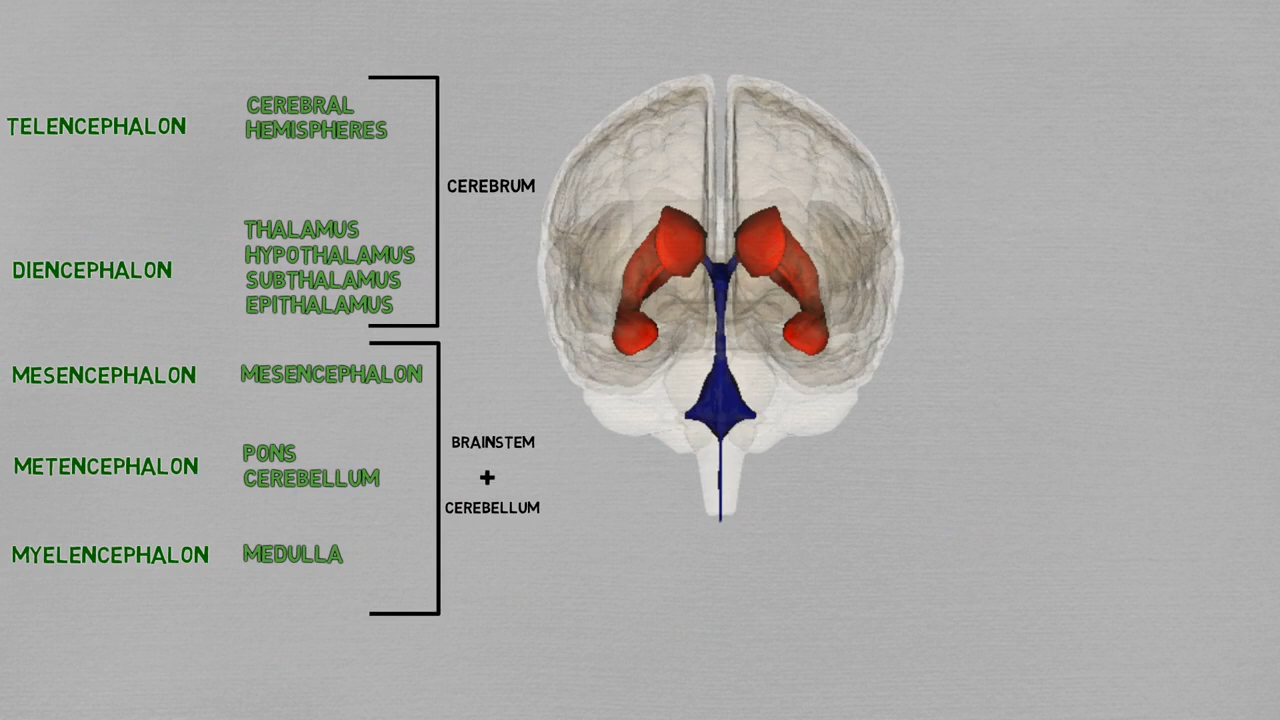 TELENCEPHALON
CEREBRAL
HEMISPHERES
CEREBRUM
DIENCEPHALON
THALAMUS
HYPOTHALAMUS
SUBTHALAMUS
EPITHALAMUS
MESENCEPHALON
MESENCEPHALON
METENCEPHALON
PONS
CEREBELLUM
BRAINSTEM
+
CEREBELLUM
MYELENCEPHALON
MEDULLA